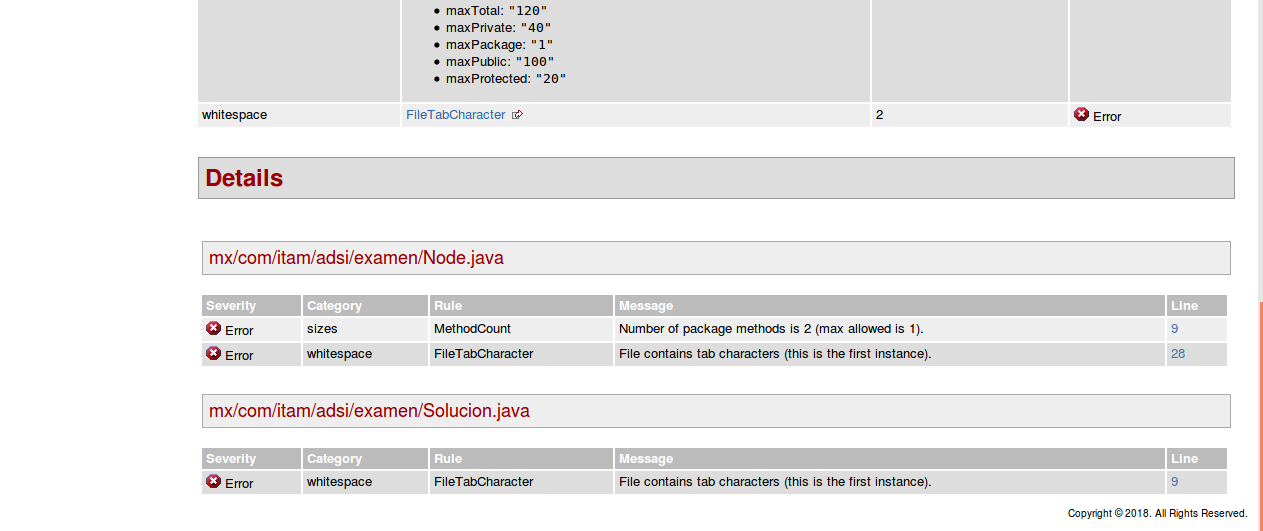 maxTotal: "120"
maxPrivate: "40"
maxPackage: "1"
maxPublic: "100"
maxProtected: "20"
whitespace FileTabCharacter 2 Error
Details
mx/com/itam/adsi/examen/Node.java
Severity Category Rule Message Line
Error sizes MethodCount Number of package methods is 2 (max allowed is 1). 9
Error whitespace FileTabCharacter File contains tab characters (this is the first instance). 28
mx/com/itam/adsi/examen/Solucion.java
Severity Category Rule Message Line
Error whitespace FileTabCharacter File contains tab characters (this is the first instance). 9
Copyright © 2018. All Rights Reserved.